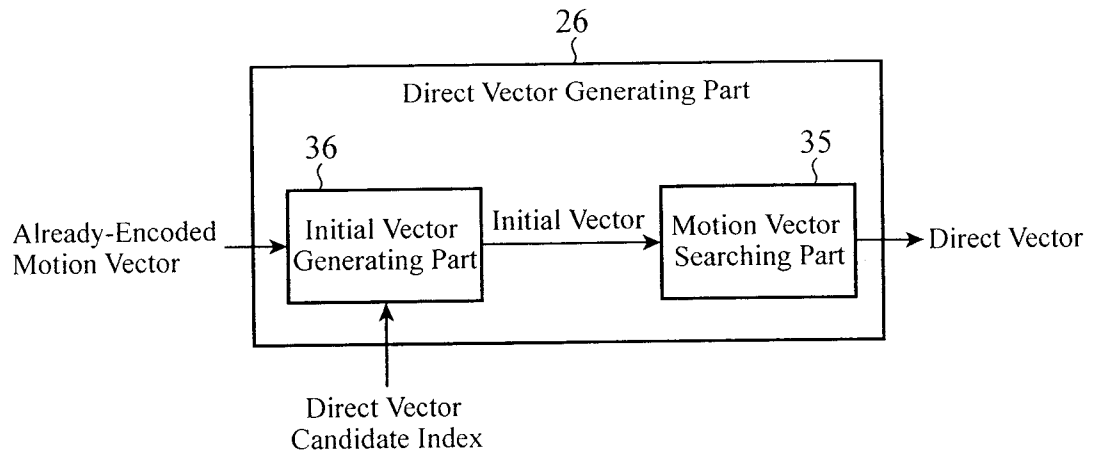 26
Direct Vector Generating Part
36
35
Already-Encoded
Motion Vector
Initial Vector
Generating Part
Initial Vector
Motion Vector
Searching Part
Direct Vector
Direct Vector
Candidate Index